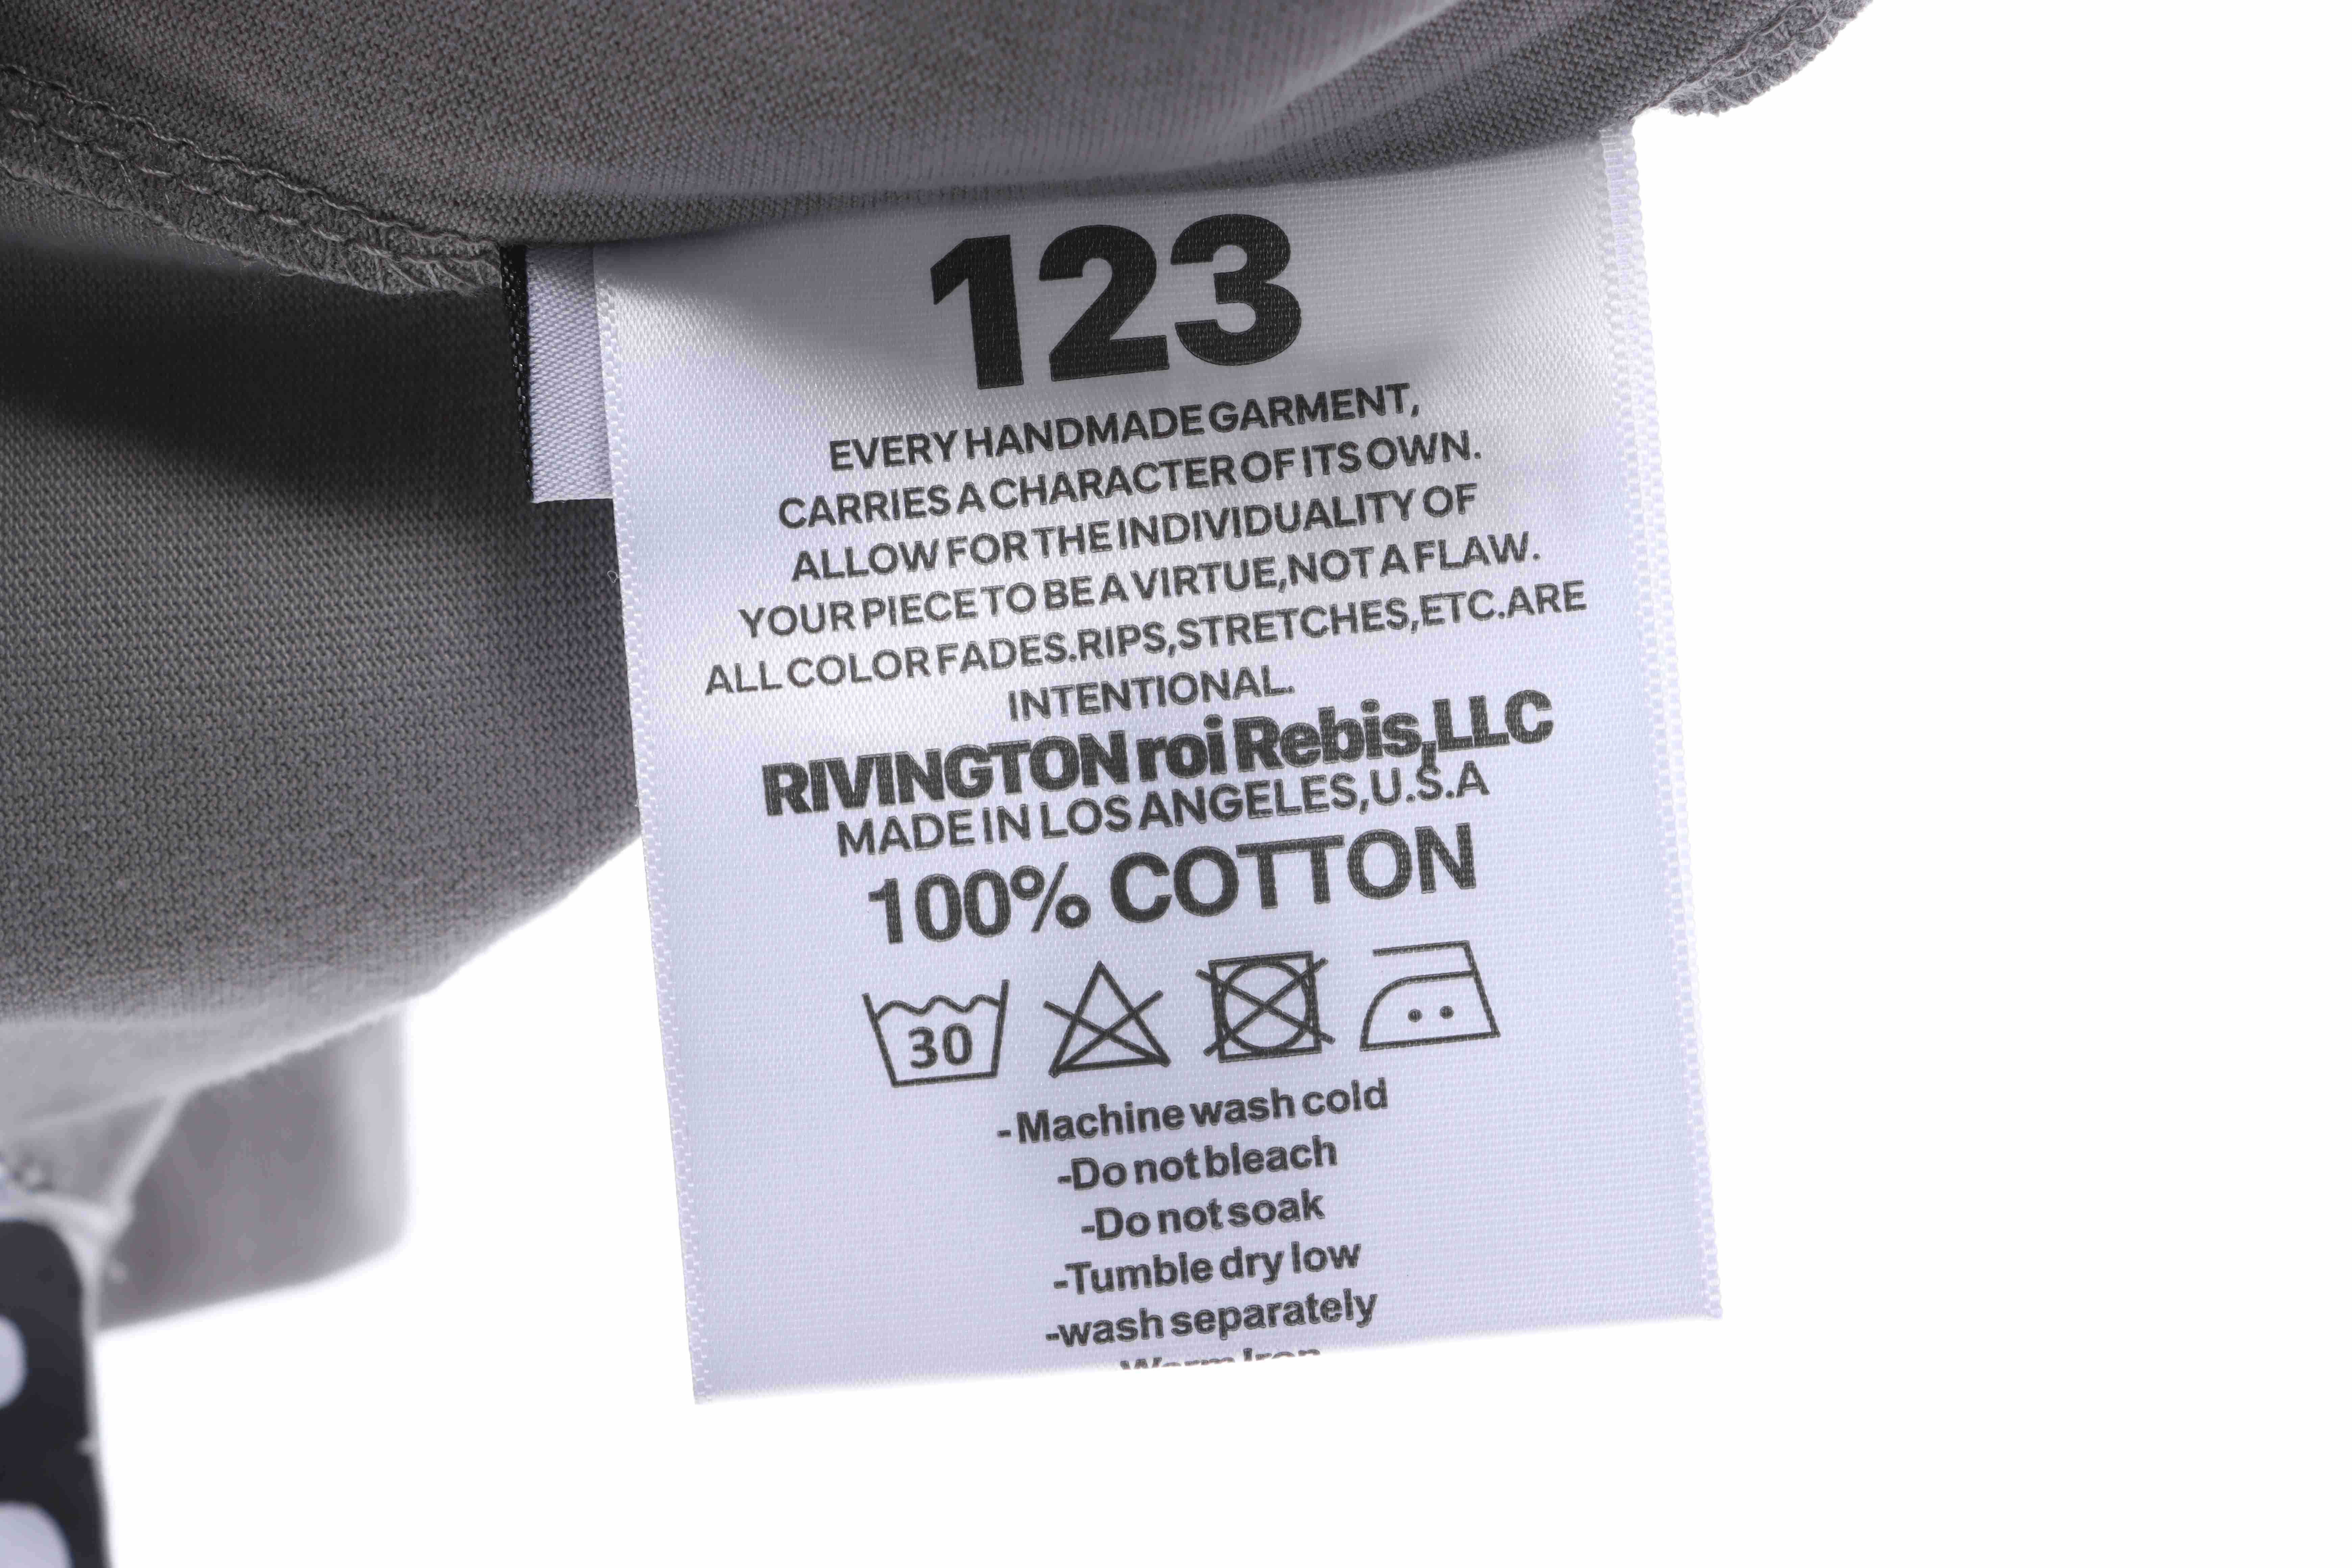 123
EVERY HANDMADE GARMENT,
CARRIES A CHARACTER OF ITS OWN.
ALLOW FOR THE INDIVIDUALITY OF
YOUR PIECE TO BE A VIRTUE,NOT A FLAW.
ALL COLOR FADES.RIPS,STRETCHES,ETC.ARE
INTENTIONAL.
RIVINGTON roi Rebis,LLC
MADE IN LOS ANGELES,U.S.A
100% COTTON
30
-Machine wash cold
-Do not bleach
-Do not soak
-Tumble dry low
-wash separately
Warm Iron